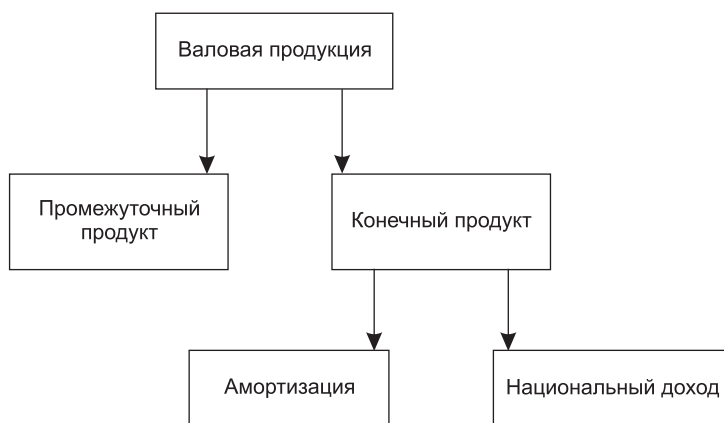 Валовая продукция
Промежуточный
продукт
Конечный продукт
Амортизация
Национальный доход